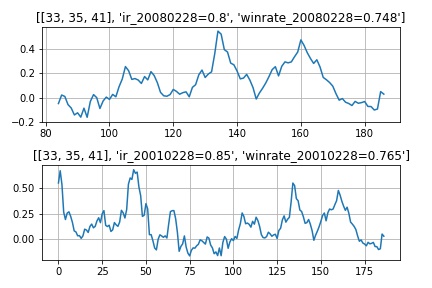 [[33, 35, 41], 'ir_20080228=0.8', 'winrate_20080228=0.748']
0.4
0.2
0.0
−0.2
80 100 120 140 160 180
[[33, 35, 41], 'ir_20010228=0.85', 'winrate_20010228=0.765']
0.50
0.25
0.00
0 25 50 75 100 125 150 175